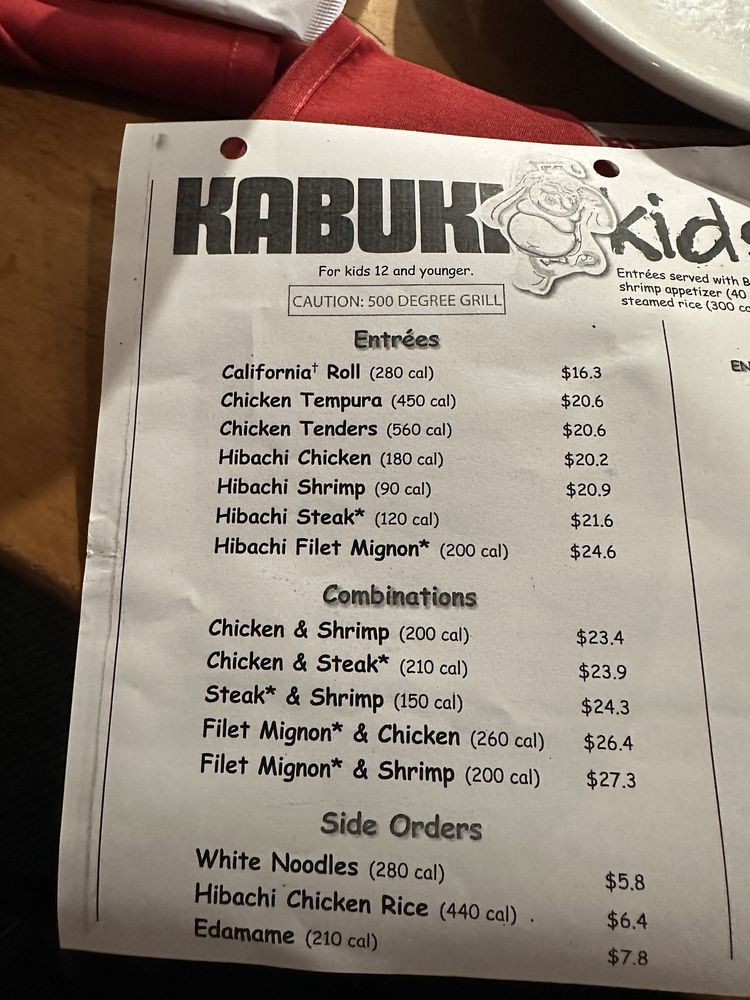 KABUKI kids
For kids 12 and younger.
CAUTION: 500 DEGREE GRILL
Entrées served with
shrimp appetizer (40
steamed rice (300
Entrées
California† Roll (280 cal) $16.3
Chicken Tempura (450 cal) $20.6
Chicken Tenders (560 cal) $20.6
Hibachi Chicken (180 cal) $20.2
Hibachi Shrimp (90 cal) $20.9
Hibachi Steak* (120 cal) $21.6
Hibachi Filet Mignon* (200 cal) $24.6
Combinations
Chicken & Shrimp (200 cal) $23.4
Chicken & Steak* (210 cal) $23.9
Steak* & Shrimp (150 cal) $24.3
Filet Mignon* & Chicken (260 cal) $26.4
Filet Mignon* & Shrimp (200 cal) $27.3
Side Orders
White Noodles (280 cal) $5.8
Hibachi Chicken Rice (440 cal) $6.4
Edamame (210 cal) $7.8